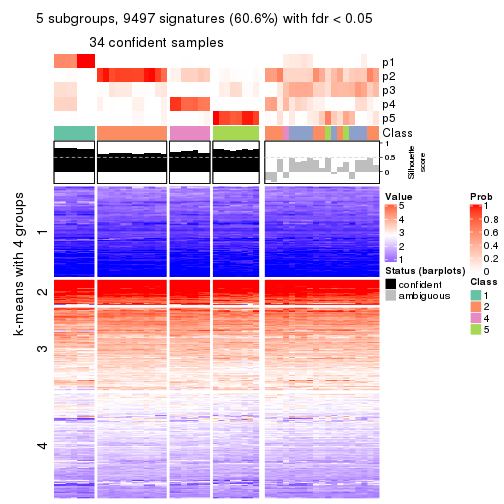 5 subgroups, 9497 signatures (60.6%) with fdr < 0.05
34 confident samples
p1
p2
p3
p4
p5
Class
1
0.5
0
Silhouette
score
k-means with 4 groups
1
2
3
4
Value
5
4
3
2
1
Status (barplots)
confident
ambiguous
Prob
1
0.8
0.6
0.4
0.2
0
Class
1
2
4
5